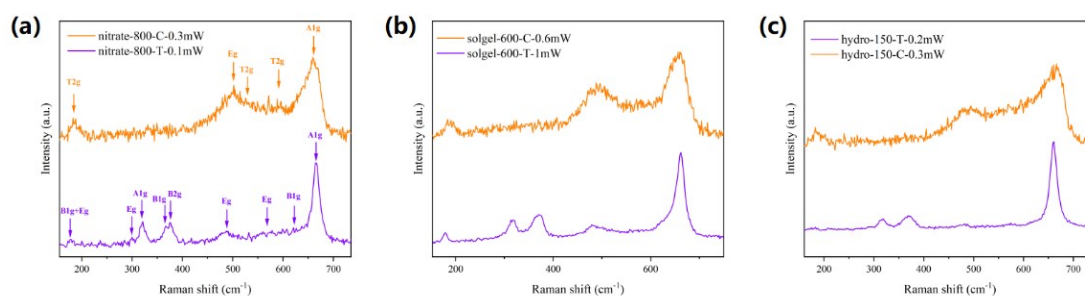 (a)
nitrate-800-C-0.3mW
nitrate-800-T-0.1mW
A1g
Eg
T2g
T2g
T2g
A1g
B1g+Eg
Eg
A1g
B1g
B2g
Eg
Eg
B1g
Intensity (a.u.)
200 300 400 500 600 700
Raman shift (cm⁻¹)
(b)
solgel-600-C-0.6mW
solgel-600-T-1mW
Intensity (a.u.)
200 400 600
Raman shift (cm⁻¹)
(c)
hydro-150-T-0.2mW
hydro-150-C-0.3mW
Intensity (a.u.)
200 300 400 500 600 700
Raman shift (cm⁻¹)